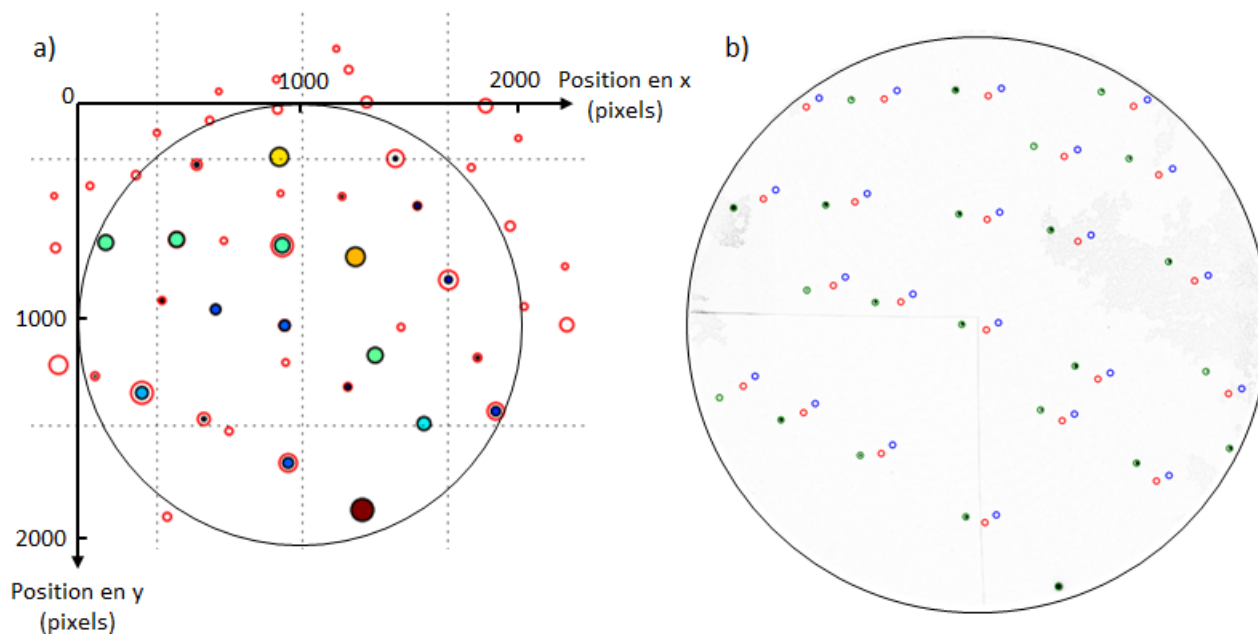 a)
b)
0
1000
2000
Position en x
(pixels)
1000
2000
Position en y
(pixels)